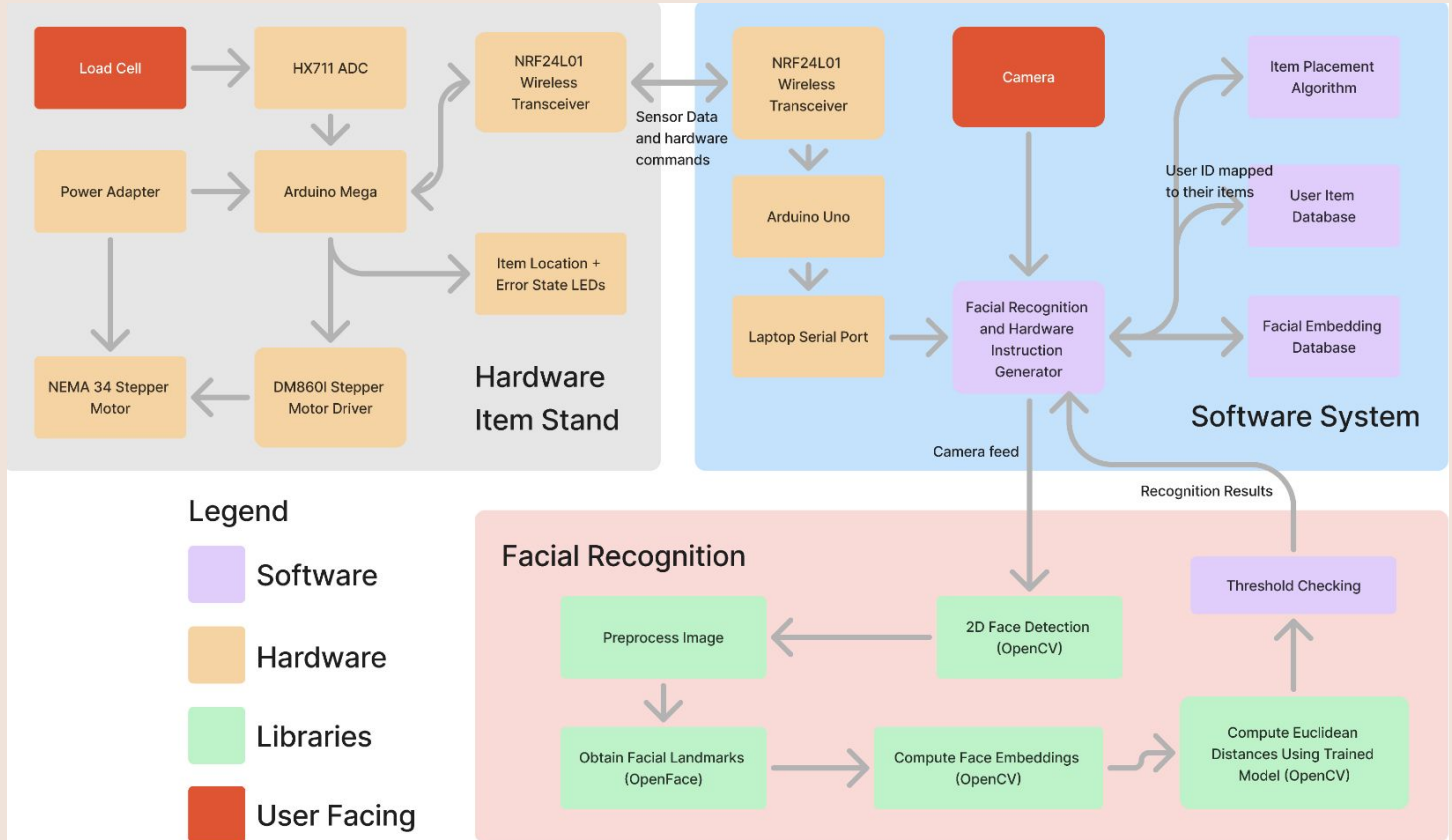 Load Cell
HX711 ADC
NRF24L01
Wireless
Transceiver
Power Adapter
Arduino Mega
Item Location +
Error State LEDs
NEMA 34 Stepper
Motor
DM860I Stepper
Motor Driver
Hardware
Item Stand
Sensor Data
and hardware
commands
NRF24L01
Wireless
Transceiver
Camera
Item Placement
Algorithm
Arduino Uno
User ID mapped
to their items
User Item
Database
Laptop Serial Port
Facial Recognition
and Hardware
Instruction
Generator
Facial Embedding
Database
Software System
Camera feed
Recognition Results
Legend
Software
Hardware
Libraries
User Facing
Facial Recognition
Preprocess Image
2D Face Detection
(OpenCV)
Threshold Checking
Obtain Facial Landmarks
(OpenFace)
Compute Face Embeddings
(OpenCV)
Compute Euclidean
Distances Using Trained
Model (OpenCV)